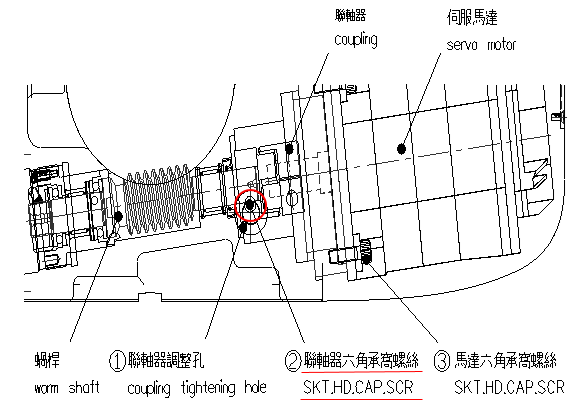 聯軸器
coupling
伺服馬達
servo motor
蝸桿
worm shaft
①聯軸器調整孔
coupling tightening hole
②聯軸器六角承窩螺絲
SKT.HD.CAP.SCR
③馬達六角承窩螺絲
SKT.HD.CAP.SCR